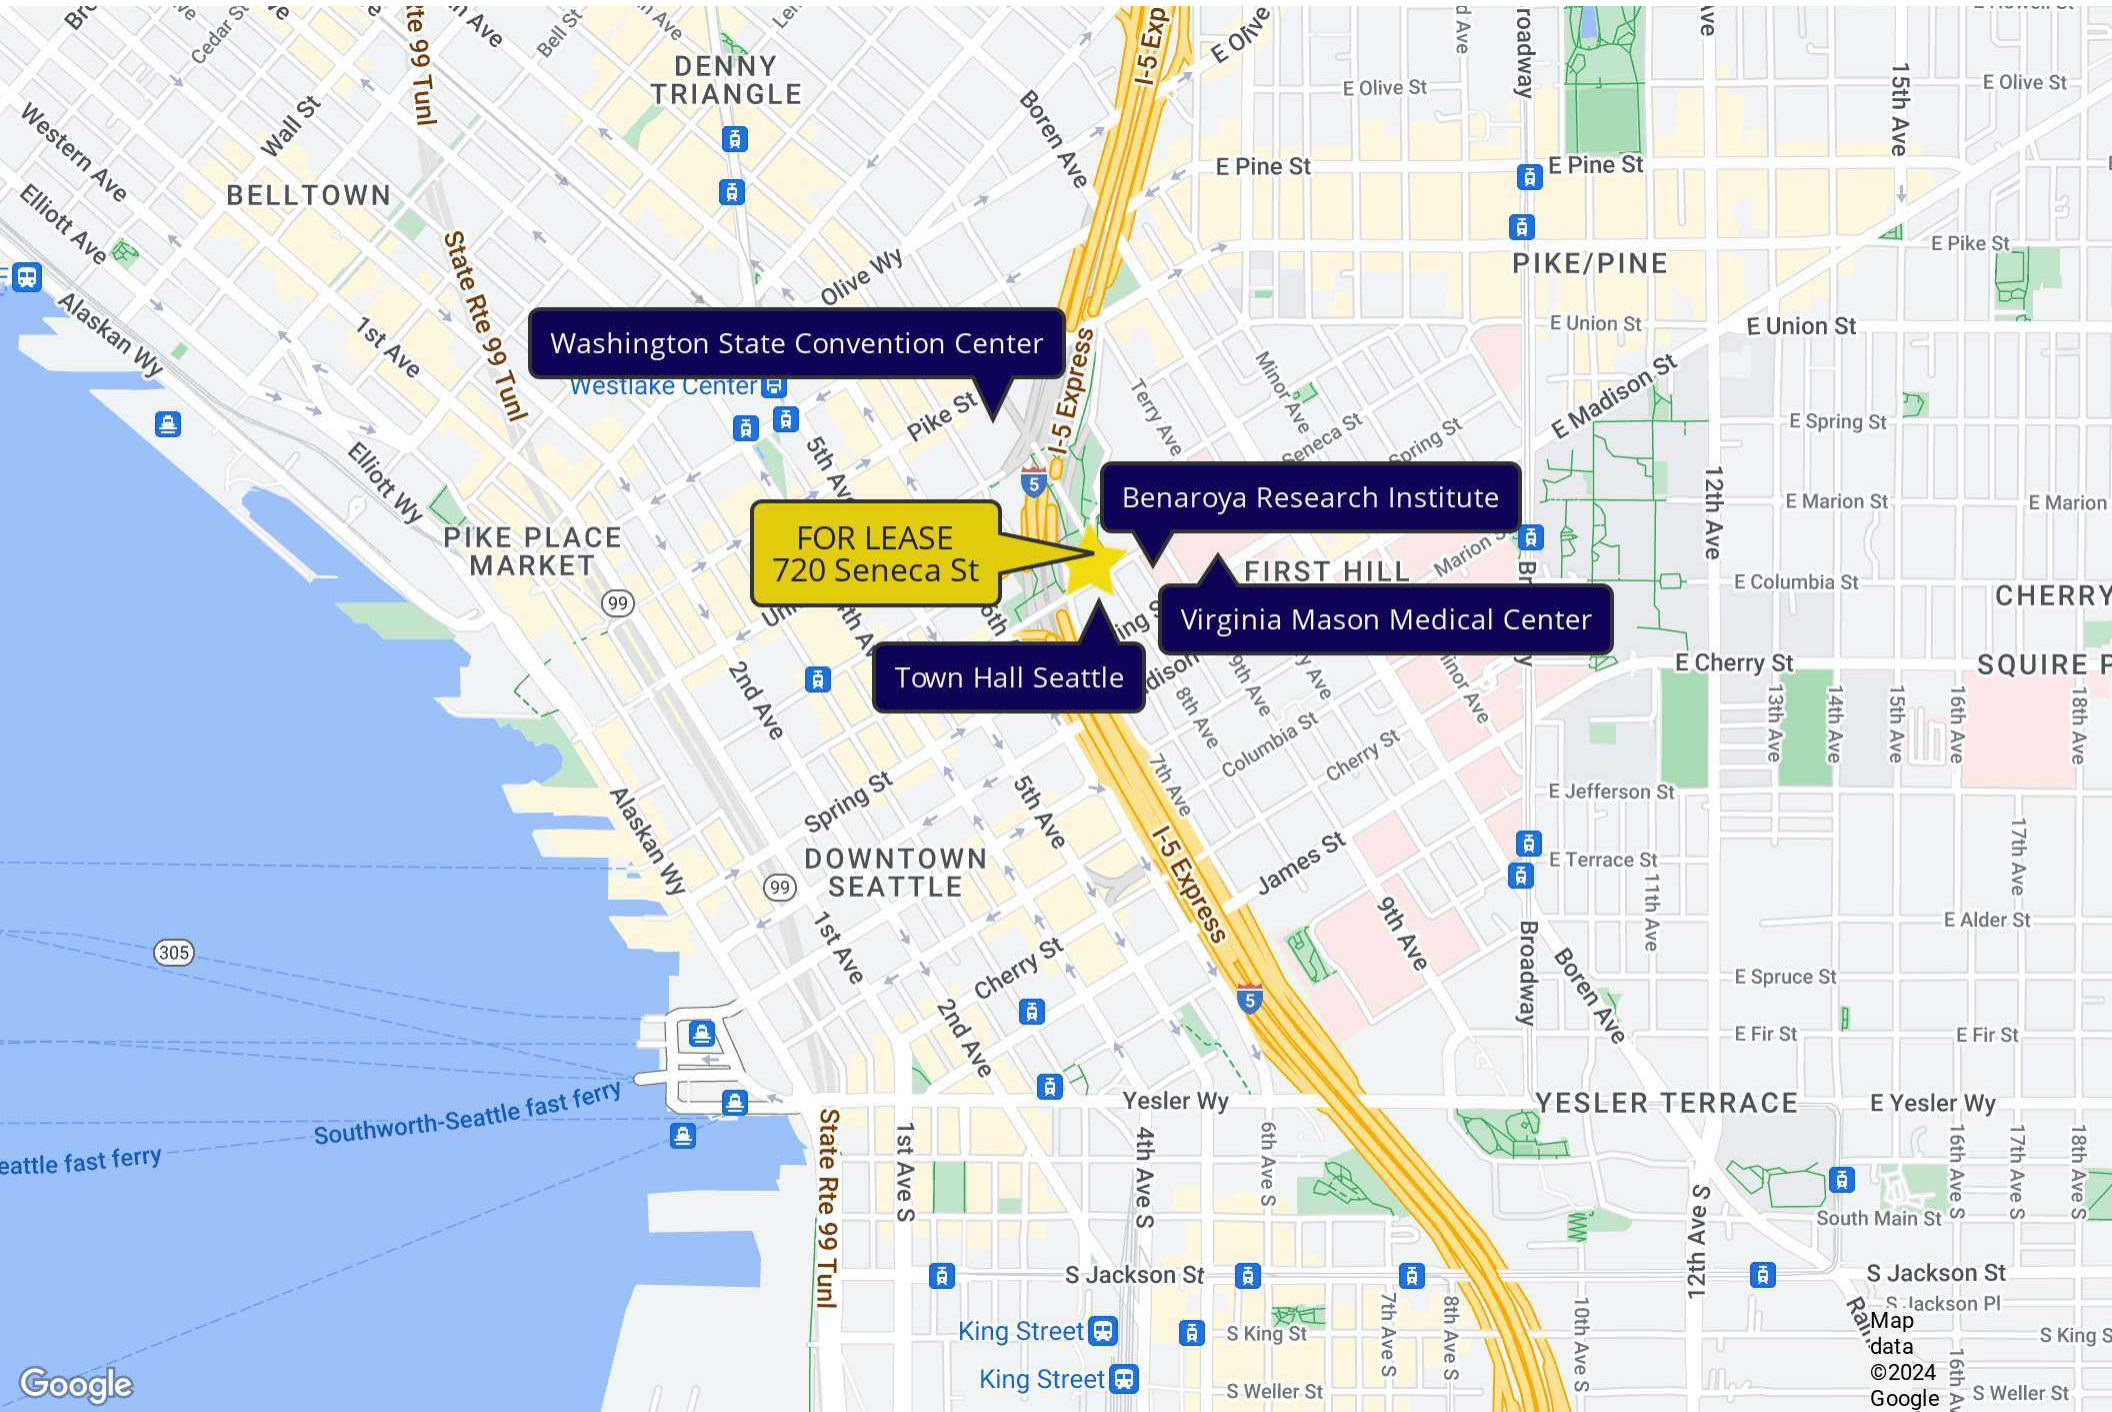 Cedar St
Bell St
State Rte 99 Tunl
I-5 Exp
E Olive
Broadway
DENNY
TRIANGLE
Boren Ave
E Olive St
15th Ave
E Olive St
Western Ave
Wall St
E Pine St
E Pine St
BELLTOWN
Elliott Ave
State Rte 99 Tunl
Olive Wy
E Pike St
PIKE/PINE
Alaskan Wy
1st Ave
Washington State Convention Center
I-5 Express
E Union St
E Union St
Westlake Center
Pike St
Terry Ave
Minor Ave
E Madison St
Seneca St
Spring St
E Spring St
5th Ave
Elliott Wy
5
12th Ave
Benaroya Research Institute
E Marion St
E Marion
PIKE PLACE
MARKET
FOR LEASE
720 Seneca St
Marion S
FIRST HILL
E Columbia St
CHERRY
99
Virginia Mason Medical Center
Town Hall Seattle
E Cherry St
SQUIRE P
2nd Ave
8th Ave
9th Ave
13th Ave
14th Ave
15th Ave
16th Ave
18th Ave
Columbia St
Cherry St
7th Ave
Alaskan Wy
Spring St
5th Ave
E Jefferson St
I-5 Express
DOWNTOWN
SEATTLE
James St
E Terrace St
17th Ave
99
11th Ave
1st Ave
9th Ave
Broadway
E Alder St
305
Cherry St
Boren Ave
E Spruce St
5
2nd Ave
E Fir St
E Fir St
Southworth-Seattle fast ferry
Yesler Wy
YESLER TERRACE
E Yesler Wy
eattle fast ferry
State Rte 99 Tunl
1st Ave S
4th Ave S
6th Ave S
16th Ave S
17th Ave S
18th Ave S
12th Ave S
South Main St
S Jackson St
S Jackson St
7th Ave S
8th Ave S
10th Ave S
S Jackson Pl
King Street
S King St
S King S
King Street
S Weller St
S Weller St
Google
Map
data
©2024
Google